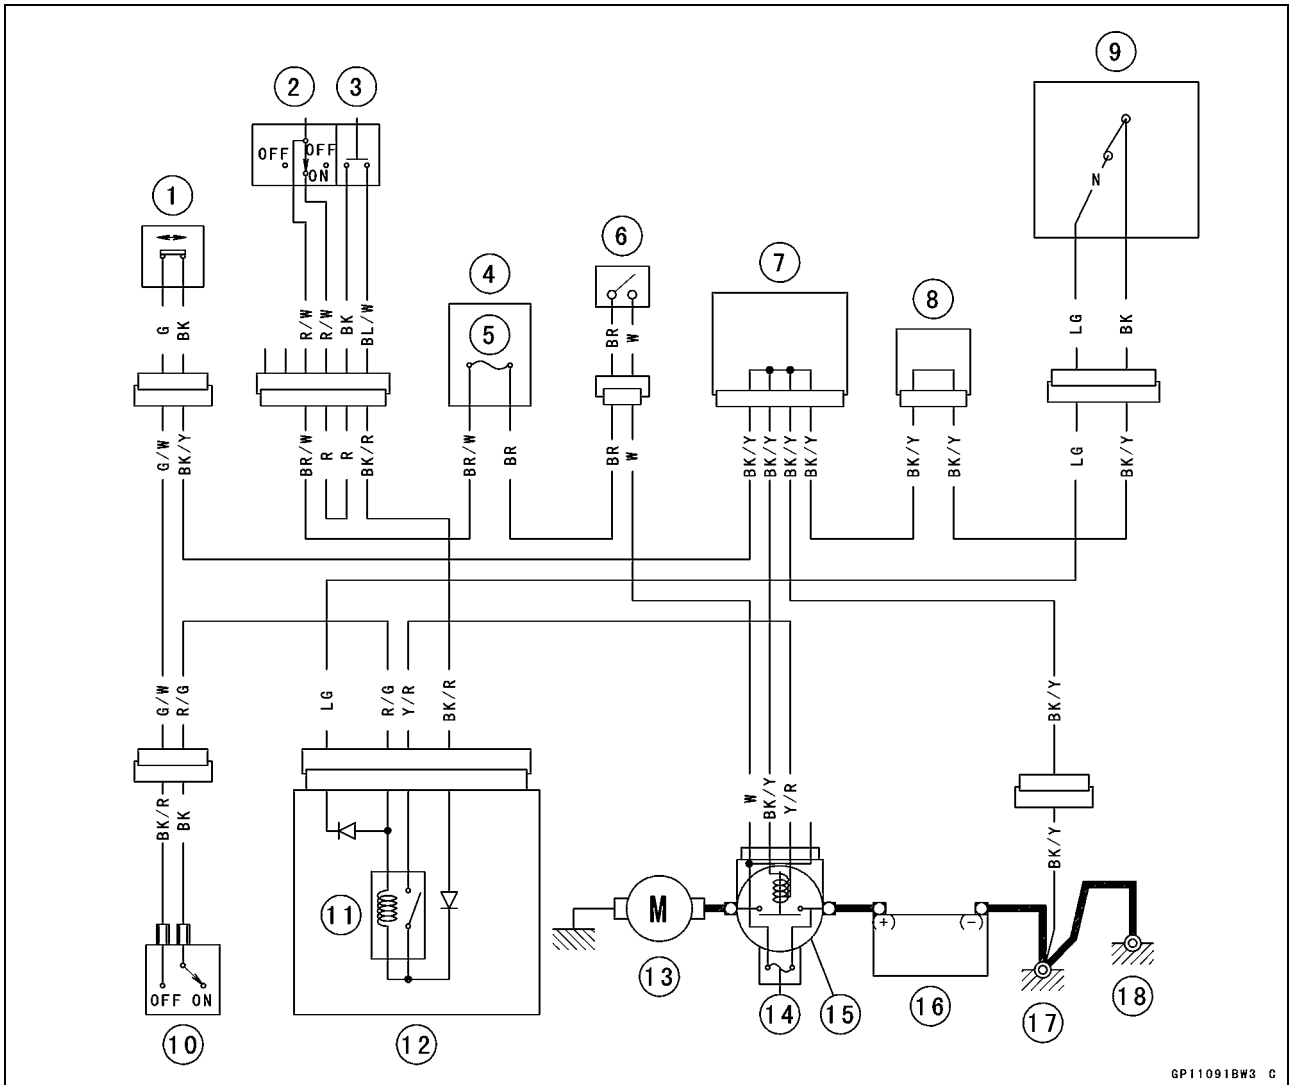 9
2 3
OFF OFF
ON
1
6
4
7
8
5
N
G BK
R/W R/W BK BL/W
BR W
LG BK
G/W BK/Y
BR/W R R BK/R
BR/W BR
BR W
BK/Y BK/Y BK/Y BK/Y
BK/Y BK/Y
LG BK/Y
G/W R/G
LG R/G Y/R BK/R
BK/Y
W BK/Y Y/R
BK/R BK
BK/Y
11
M
(+) (-)
OFF ON
13
14 15 16 17 18
10 12
GP11091BW3 C